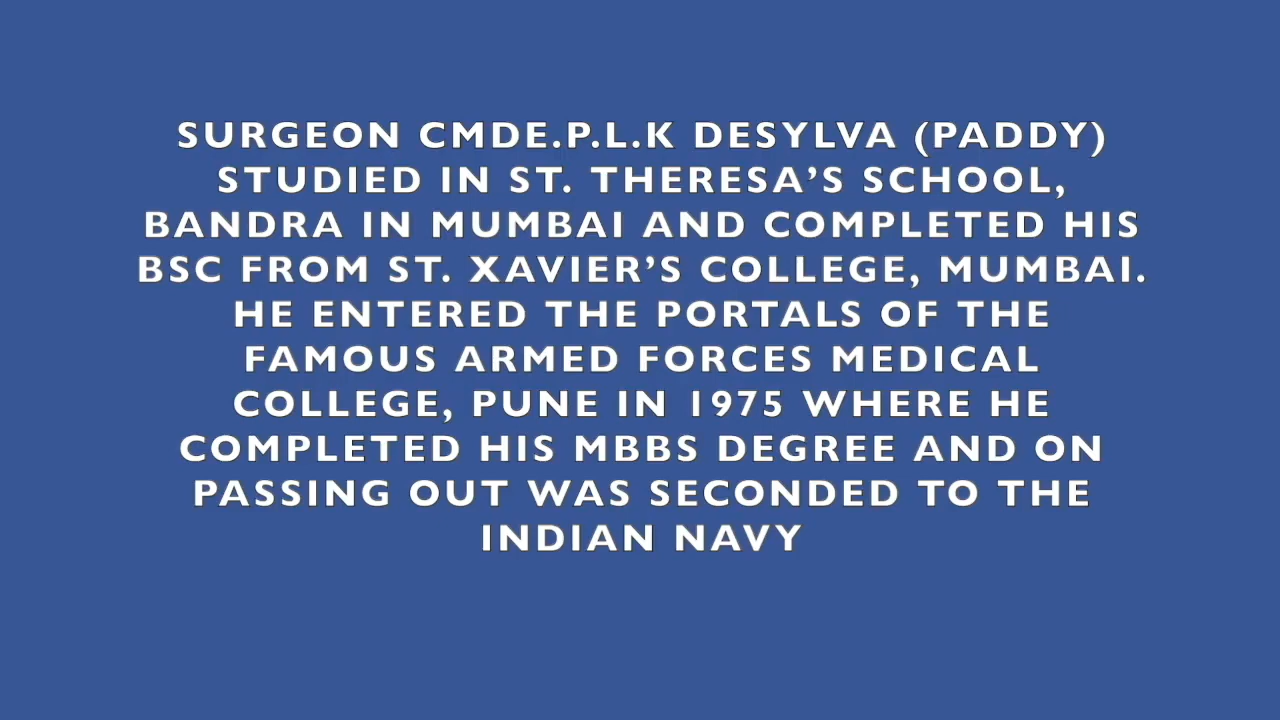 SURGEON CMDE.P.L.K DESYLVA (PADDY)
STUDIED IN ST. THERESA’S SCHOOL,
BANDRA IN MUMBAI AND COMPLETED HIS
BSC FROM ST. XAVIER’S COLLEGE, MUMBAI.
HE ENTERED THE PORTALS OF THE
FAMOUS ARMED FORCES MEDICAL
COLLEGE, PUNE IN 1975 WHERE HE
COMPLETED HIS MBBS DEGREE AND ON
PASSING OUT WAS SECONDED TO THE
INDIAN NAVY